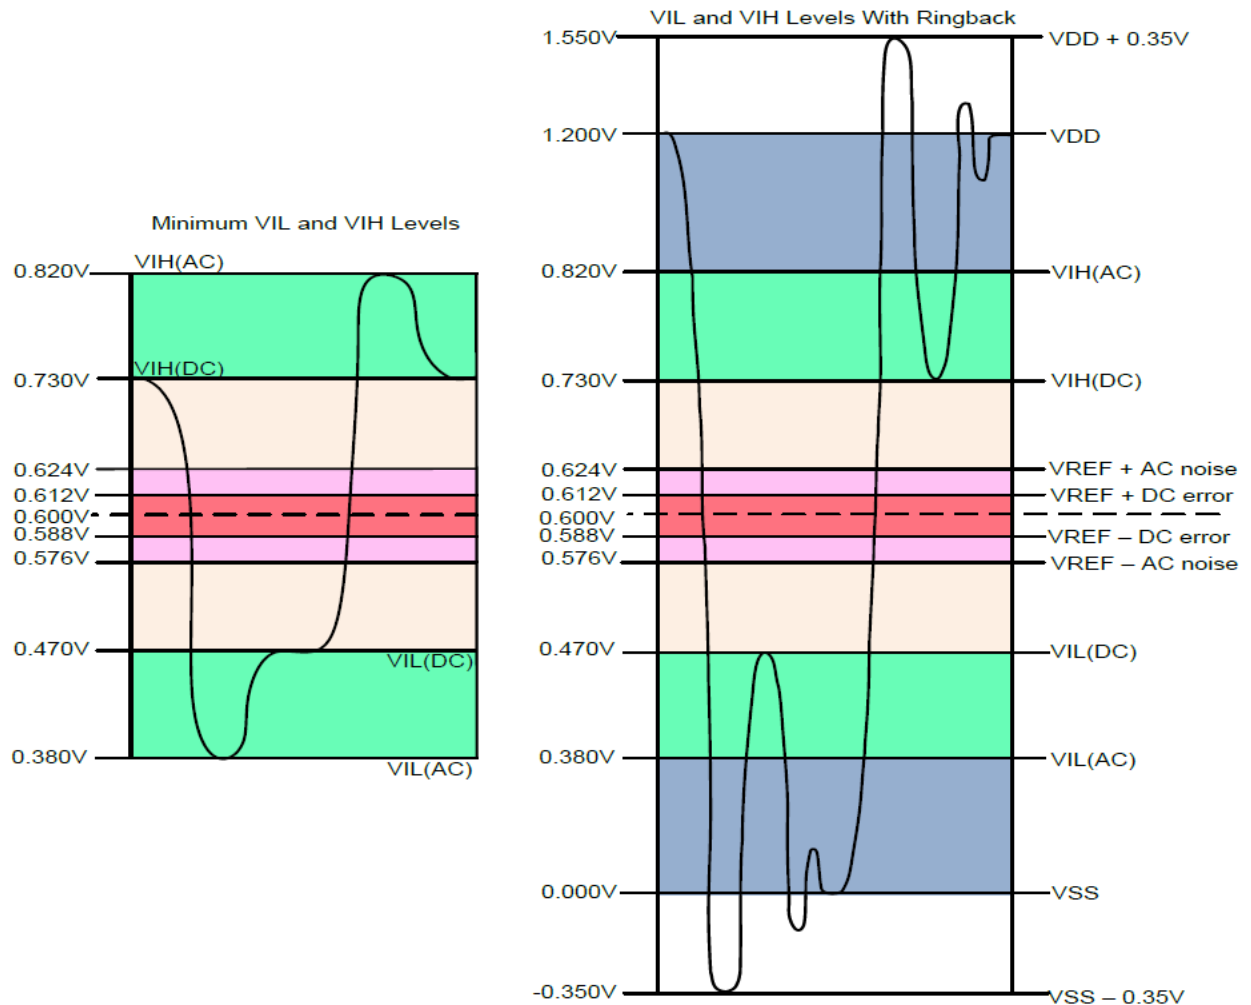 VIL and VIH Levels With Ringback
1.550V VDD + 0.35V
1.200V VDD
Minimum VIL and VIH Levels
VIH(AC)
0.820V 0.820V VIH(AC)
VIH(DC)
0.730V 0.730V VIH(DC)
0.624V 0.624V VREF + AC noise
0.612V 0.612V VREF + DC error
0.600V 0.600V
0.588V 0.588V VREF – DC error
0.576V 0.576V VREF – AC noise
0.470V 0.470V VIL(DC)
VIL(DC)
0.380V 0.380V VIL(AC)
VIL(AC)
0.000V VSS
-0.350V VSS – 0.35V